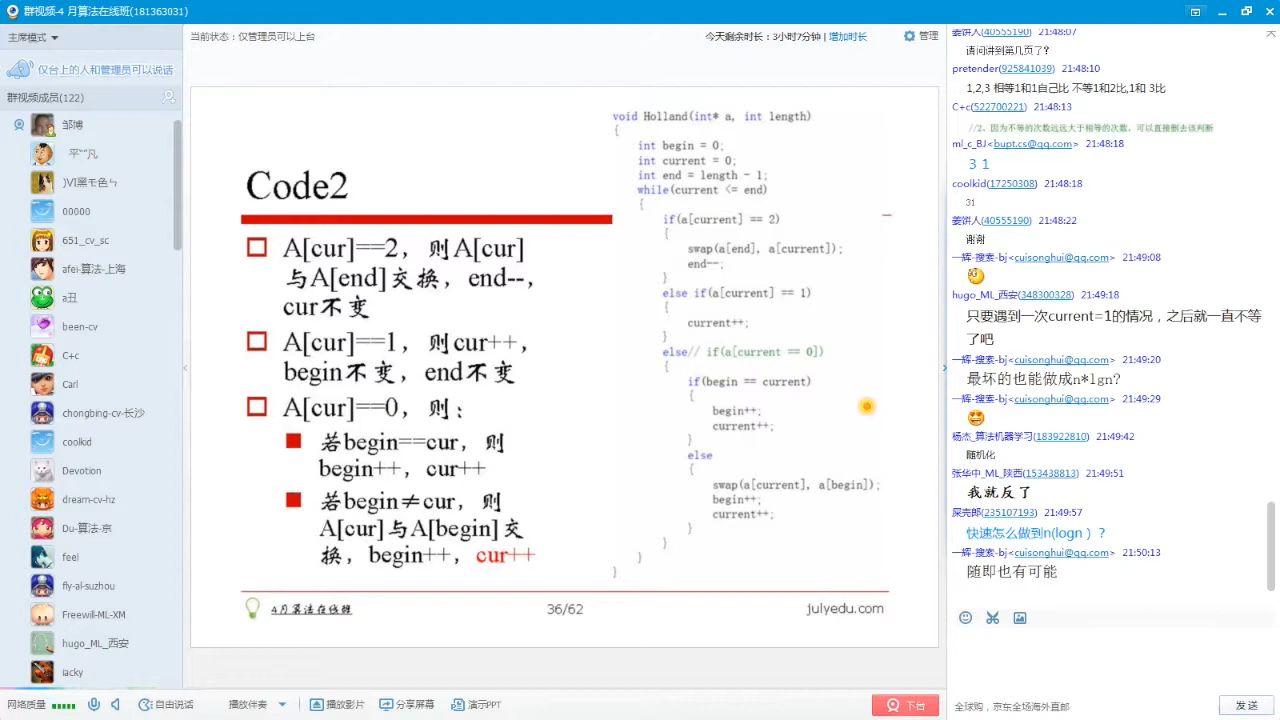 群视频-4 月算法在线班(181363031)
主席模式
仅台上的人和管理员可以说话
群视频成员(122)
邹博
平凡
00000
651_cv_sc
afei-算法-上海
a丑
been-cv
C+c
Carl
chongbing-cv-长沙
coolkid
Devotion
dream-cv-hz
Du-算法-京
feel
fly-al-suzhou
Freewill-ML-XM
hugo_ML_西安
网络质量
自由说话
播放伴奏
播放影片
分享屏幕
演示PPT
下台
当前状态：仅管理员可以上台
今天剩余时长：3小时7分钟 | 增加时长
管理
Code2
A[cur]==2，则A[cur]
与A[end]交换，end--，
cur不变
A[cur]==1，则cur++，
begin不变，end不变
A[cur]==0，则：
若begin==cur，则
begin++，cur++
若begin≠cur，则
A[cur]与A[begin]交
换，begin++，cur++
void Holland(int* a, int length)
{
int begin = 0;
int current = 0;
int end = length - 1;
while(current <= end)
{
if(a[current] == 2)
{
swap(a[end], a[current]);
end--;
}
else if(a[current] == 1)
{
current++;
}
else// if(a[current == 0])
{
if(begin == current)
{
begin++;
current++;
}
else
{
swap(a[current], a[begin]);
begin++;
current++;
}
}
}
}
4月算法在线班
36/62
julyedu.com
姜饼人(40555190) 21:48:07
请问讲到第几页了？
pretender(925841039) 21:48:10
1,2,3 相等1和1自己比 不等1和2比,1和 3比
C+c(522700221) 21:48:13
//2、因为不等的次数远远大于相等的次数，可以直接删去该判断
ml_c_BJ<bupt.cs@qq.com> 21:48:18
3 1
coolkid(17250308) 21:48:18
31
姜饼人(40555190) 21:48:22
谢谢
一辉-搜索-bj<cuisonghui@qq.com> 21:49:08
hugo_ML_西安(348300328) 21:49:18
只要遇到一次current=1的情况，之后就一直不等
了吧
一辉-搜索-bj<cuisonghui@qq.com> 21:49:20
最坏的也能做成n*lgn?
一辉-搜索-bj<cuisonghui@qq.com> 21:49:29
杨杰_算法机器学习(183922810) 21:49:42
随机化
张华中_ML_陕西(153438813) 21:49:51
我就反了
屎壳郎(235107193) 21:49:57
快速怎么做到n(logn ) ？
一辉-搜索-bj<cuisonghui@qq.com> 21:50:13
随即也有可能
全球购，京东全场海外直邮
发送